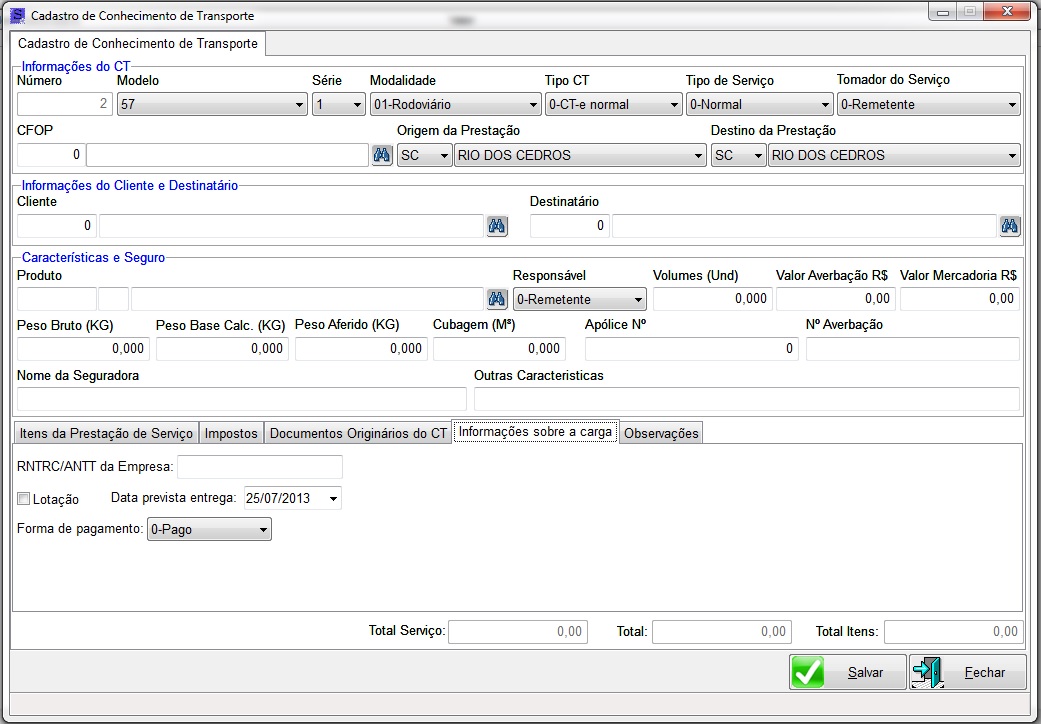 Cadastro de Conhecimento de Transporte
Cadastro de Conhecimento de Transporte
Informações do CT
Número Modelo Série Modalidade Tipo CT Tipo de Serviço Tomador do Serviço
2 57 1 01-Rodoviário 0-CT-e normal 0-Normal 0-Remetente
CFOP Origem da Prestação Destino da Prestação
0 SC RIO DOS CEDROS SC RIO DOS CEDROS
Informações do Cliente e Destinatário
Cliente Destinatário
0 0
Características e Seguro
Produto Responsável Volumes (Und) Valor Averbação R$ Valor Mercadoria R$
0-Remetente 0,000 0,00 0,00
Peso Bruto (KG) Peso Base Calc. (KG) Peso Aferido (KG) Cubagem (M³) Apólice Nº Nº Averbação
0,000 0,000 0,000 0,000 0
Nome da Seguradora Outras Caracteristicas
Itens da Prestação de Serviço Impostos Documentos Originários do CT Informações sobre a carga Observações
RNTRC/ANTT da Empresa:
Lotação Data prevista entrega: 25/07/2013
Forma de pagamento: 0-Pago
Total Serviço: 0,00 Total: 0,00 Total Itens: 0,00
Salvar Fechar